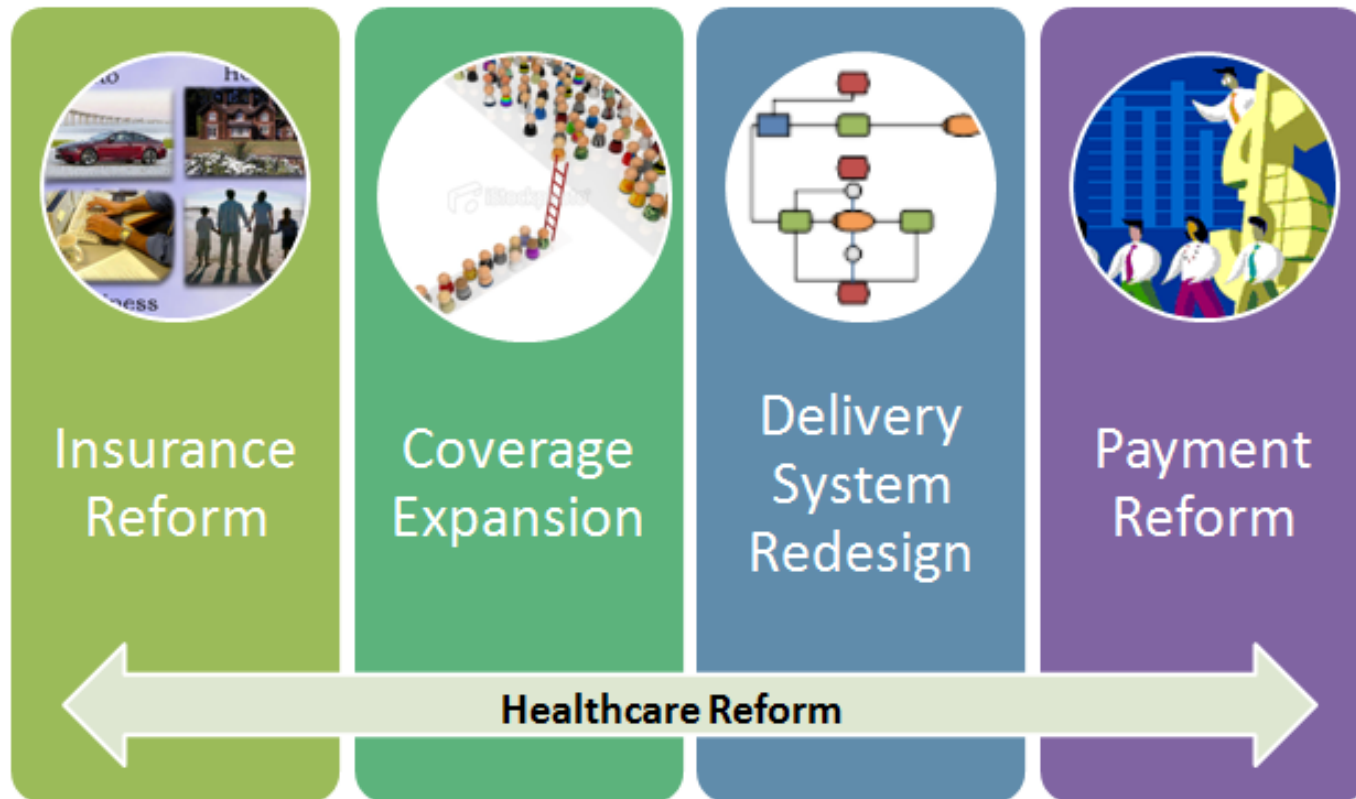 Insurance
Reform
Coverage
Expansion
Delivery
System
Redesign
Payment
Reform
Healthcare Reform